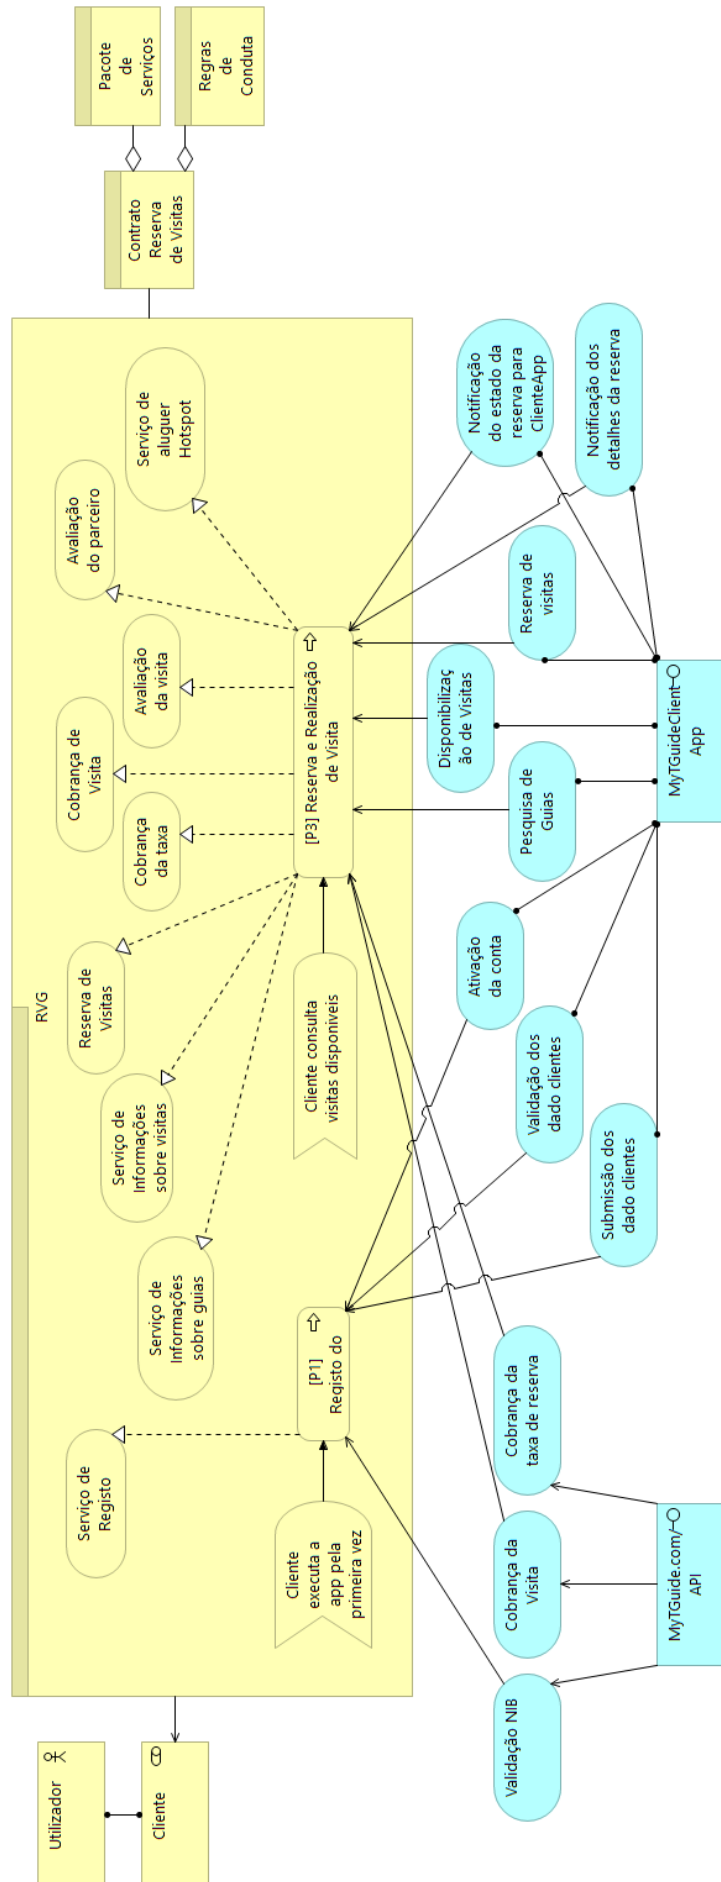 Utilizador
Cliente
RVG
Serviço de
Registo
Serviço de
Informações
sobre guias
Serviço de
Informações
sobre visitas
Reserva de
Visitas
Cobrança
da taxa
Cobrança de
Visita
Avaliação
da visita
Avaliação
do parceiro
Serviço de
aluguer
Hotspot
Cliente
executa a
app pela
primeira vez
[P1]
Registo do
Cliente consulta
visitas disponiveis
[P3] Reserva e Realização
de Visita
Contrato
Reserva
de Visitas
Pacote
de
Serviços
Regras
de
Conduta
Validação NIB
Cobrança da
Visita
Cobrança da
taxa de reserva
Submissão dos
dado clientes
Validação dos
dado clientes
Ativação
da conta
Pesquisa de
Guias
Disponibilizaç
ão de Visitas
Reserva de
visitas
Notificação
do estado da
reserva para
ClienteApp
Notificação dos
detalhes da reserva
MyTGuide.com/
API
MyTGuideClient
App